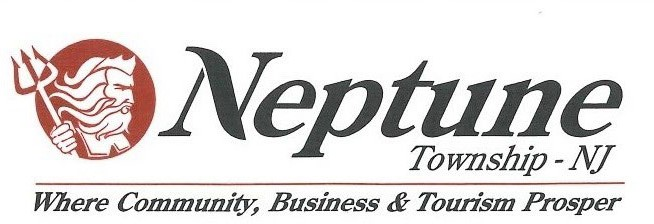 Neptune
Township - NJ
Where Community, Business & Tourism Prosper